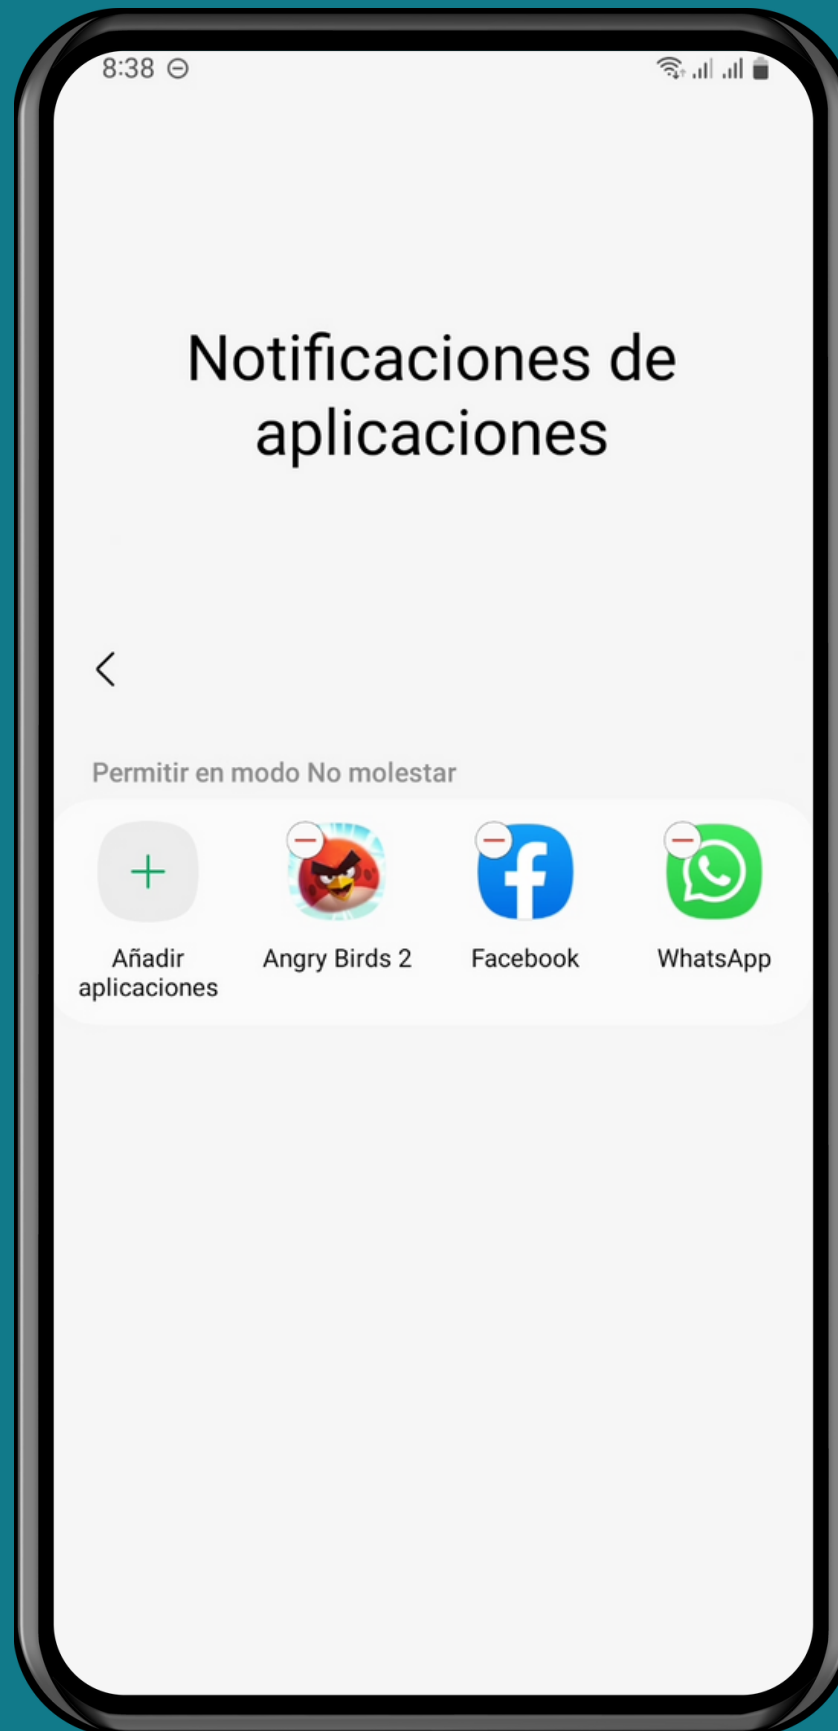 8:38
Notificaciones de
aplicaciones
Permitir en modo No molestar
Añadir
aplicaciones
Angry Birds 2
Facebook
WhatsApp